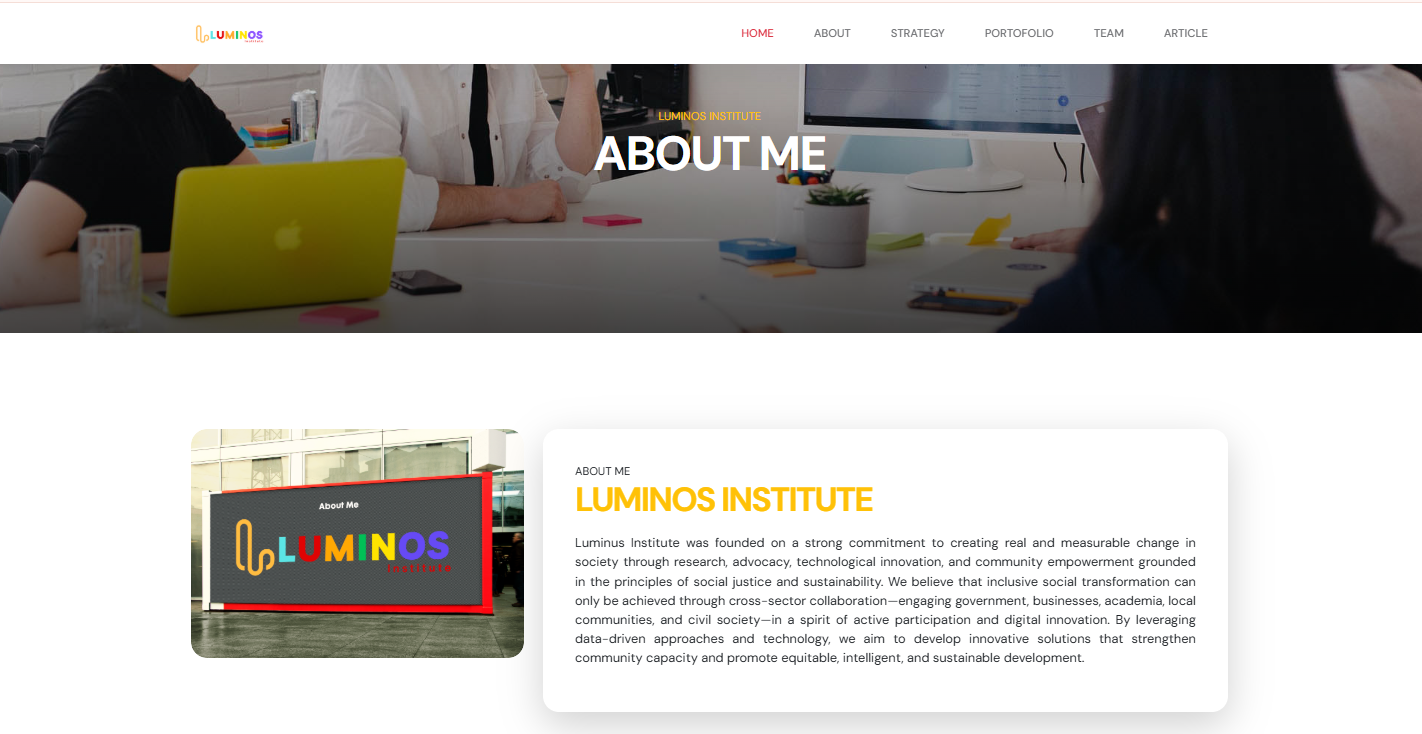 LUMINOS
Institute
HOME
ABOUT
STRATEGY
PORTOFOLIO
TEAM
ARTICLE
LUMINOS INSTITUTE
ABOUT ME
About Me
LUMINOS
Institute
ABOUT ME
LUMINOS INSTITUTE
Luminus Institute was founded on a strong commitment to creating real and measurable change in
society through research, advocacy, technological innovation, and community empowerment grounded
in the principles of social justice and sustainability. We believe that inclusive social transformation can
only be achieved through cross-sector collaboration—engaging government, businesses, academia, local
communities, and civil society—in a spirit of active participation and digital innovation. By leveraging
data-driven approaches and technology, we aim to develop innovative solutions that strengthen
community capacity and promote equitable, intelligent, and sustainable development.